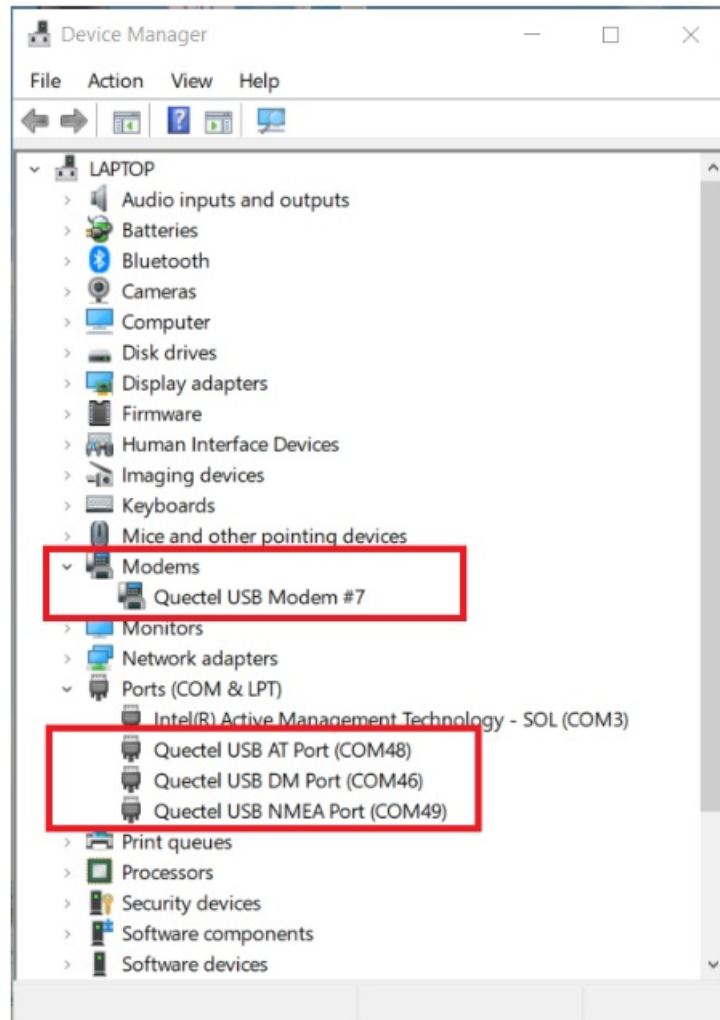 Device Manager
File Action View Help
LAPTOP
Audio inputs and outputs
Batteries
Bluetooth
Cameras
Computer
Disk drives
Display adapters
Firmware
Human Interface Devices
Imaging devices
Keyboards
Mice and other pointing devices
Modems
Quectel USB Modem #7
Monitors
Network adapters
Ports (COM & LPT)
Intel(R) Active Management Technology - SOL (COM3)
Quectel USB AT Port (COM48)
Quectel USB DM Port (COM46)
Quectel USB NMEA Port (COM49)
Print queues
Processors
Security devices
Software components
Software devices